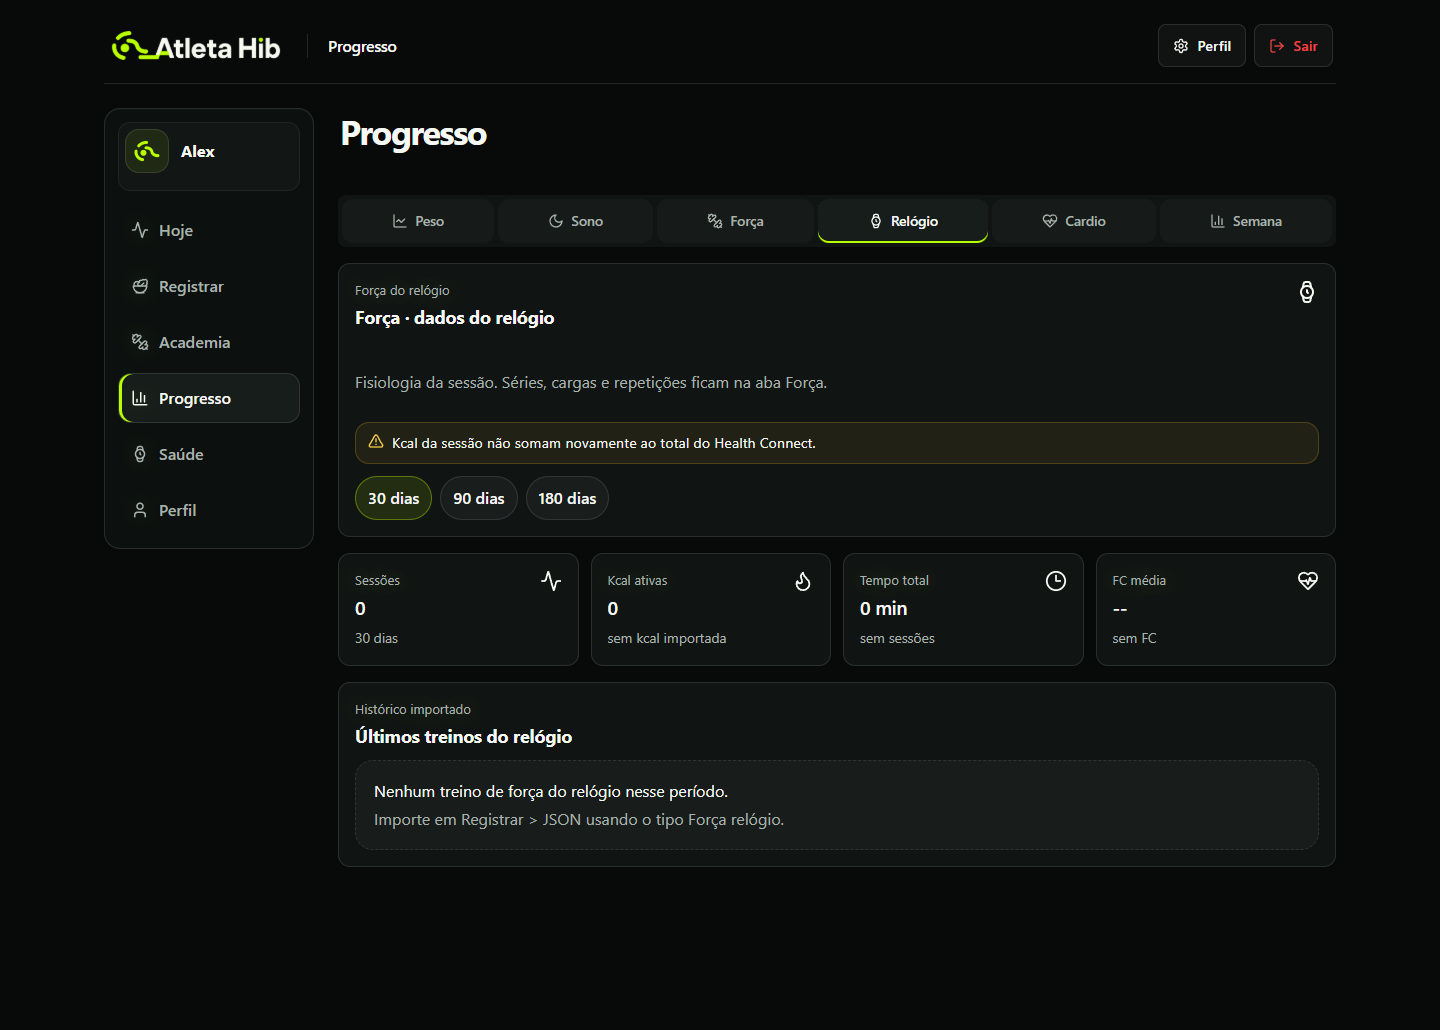 Atleta Hib
Progresso
Perfil
Sair
Alex
Hoje
Registrar
Academia
Progresso
Saúde
Perfil
Progresso
Peso
Sono
Força
Relógio
Cardio
Semana
Força do relógio
Força · dados do relógio
Fisiologia da sessão. Séries, cargas e repetições ficam na aba Força.
Kcal da sessão não somam novamente ao total do Health Connect.
30 dias
90 dias
180 dias
Sessões
0
30 dias
Kcal ativas
0
sem kcal importada
Tempo total
0 min
sem sessões
FC média
--
sem FC
Histórico importado
Últimos treinos do relógio
Nenhum treino de força do relógio nesse período.
Importe em Registrar > JSON usando o tipo Força relógio.